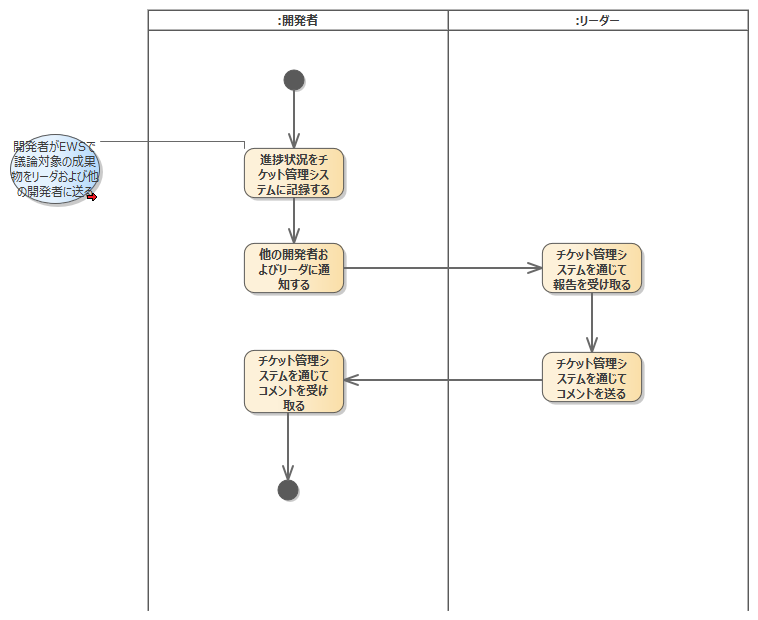 :開発者
:リーダー
開発者がEWSで
議論対象の成果
物をリーダおよび他
の開発者に送る
進捗状況をチ
ケット管理シス
テムに記録する
他の開発者お
よびリーダに通
知する
チケット管理シ
ステムを通じて
報告を受け取る
チケット管理シ
ステムを通じて
コメントを受け
取る
チケット管理シ
ステムを通じて
コメントを送る